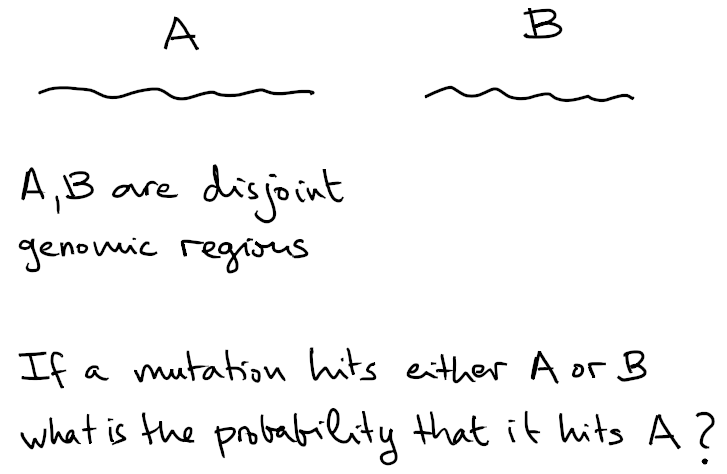 A B
A, B are disjoint
genomic regions
If a mutation hits either A or B
what is the probability that it hits A ?